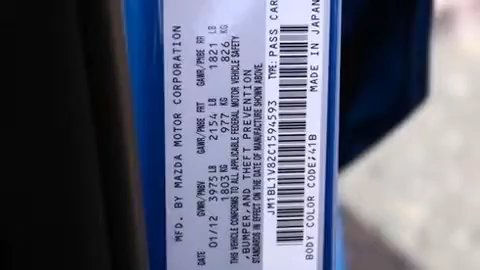 MFD. BY MAZDA MOTOR CORPORATION
DATE GVWR/PNBV GAWR/PNBE FRT GAWR/PNBE RR
01/12 3975 LB 2154 LB 1821 LB
1803 KG 977 KG 826 KG
THIS VEHICLE CONFORMS TO ALL APPLICABLE FEDERAL MOTOR VEHICLE SAFETY
,BUMPER,AND THEFT PREVENTION
STANDARDS IN EFFECT ON THE DATE OF MANUFACTURE SHOWN ABOVE.
JM1BL1V82C1594593 TYPE: PASS CAR
BODY COLOR CODE:41B MADE IN JAPAN